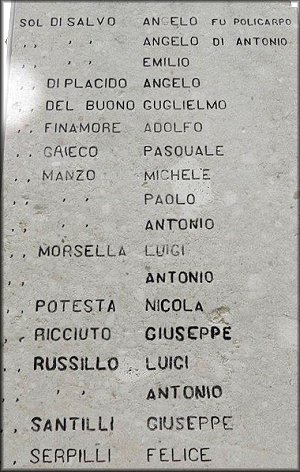 SOL DI SALVO ANGELO FU POLICARPO
,, ,, ,, ANGELO DI ANTONIO
,, ,, ,, EMILIO
,, DI PLACIDO ANGELO
,, DEL BUONO GUGLIELMO
,, FINAMORE ADOLFO
,, GRIECO PASQUALE
,, MANZO MICHELE
,, ,, PAOLO
,, ,, ANTONIO
,, MORSELLA LUIGI
,, ANTONIO
,, POTESTA NICOLA
,, RICCIUTO GIUSEPPE
,, RUSSILLO LUIGI
,, ,, ,, ANTONIO
,, SANTILLI GIUSEPPE
,, SERPILLI FELICE